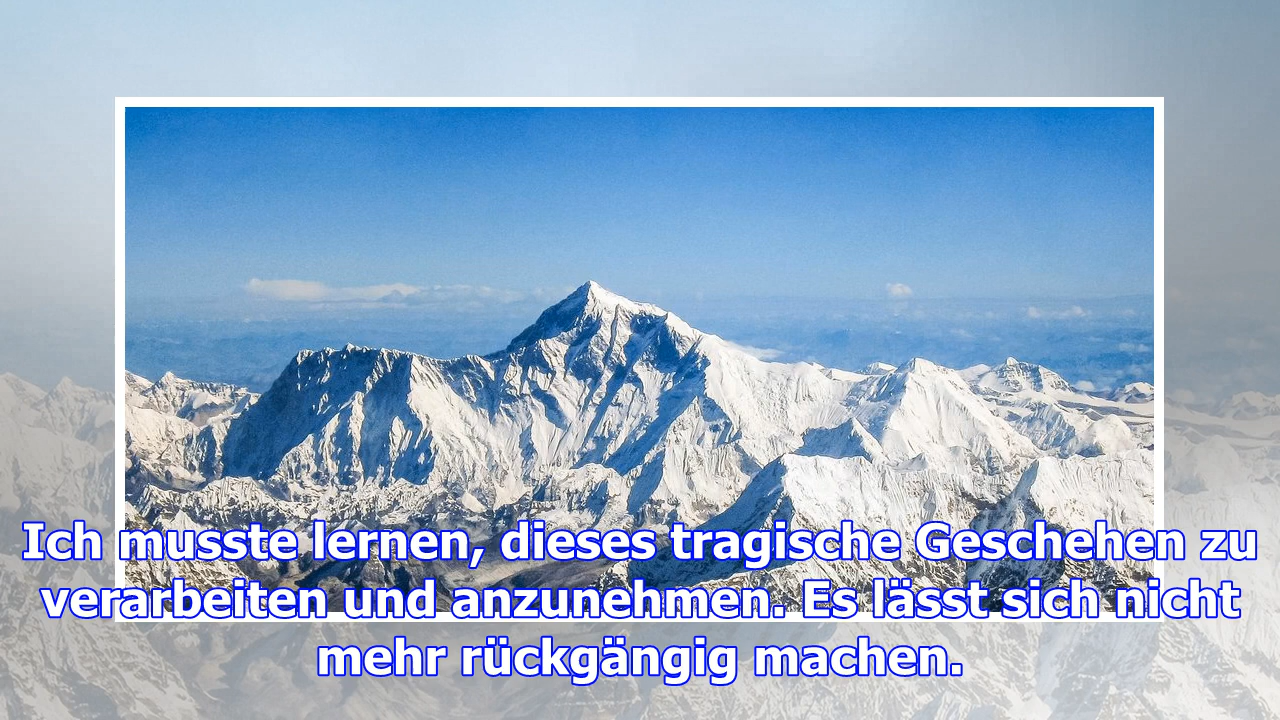 Ich musste lernen, dieses tragische Geschehen zu
verarbeiten und anzunehmen. Es lässt sich nicht
mehr rückgängig machen.